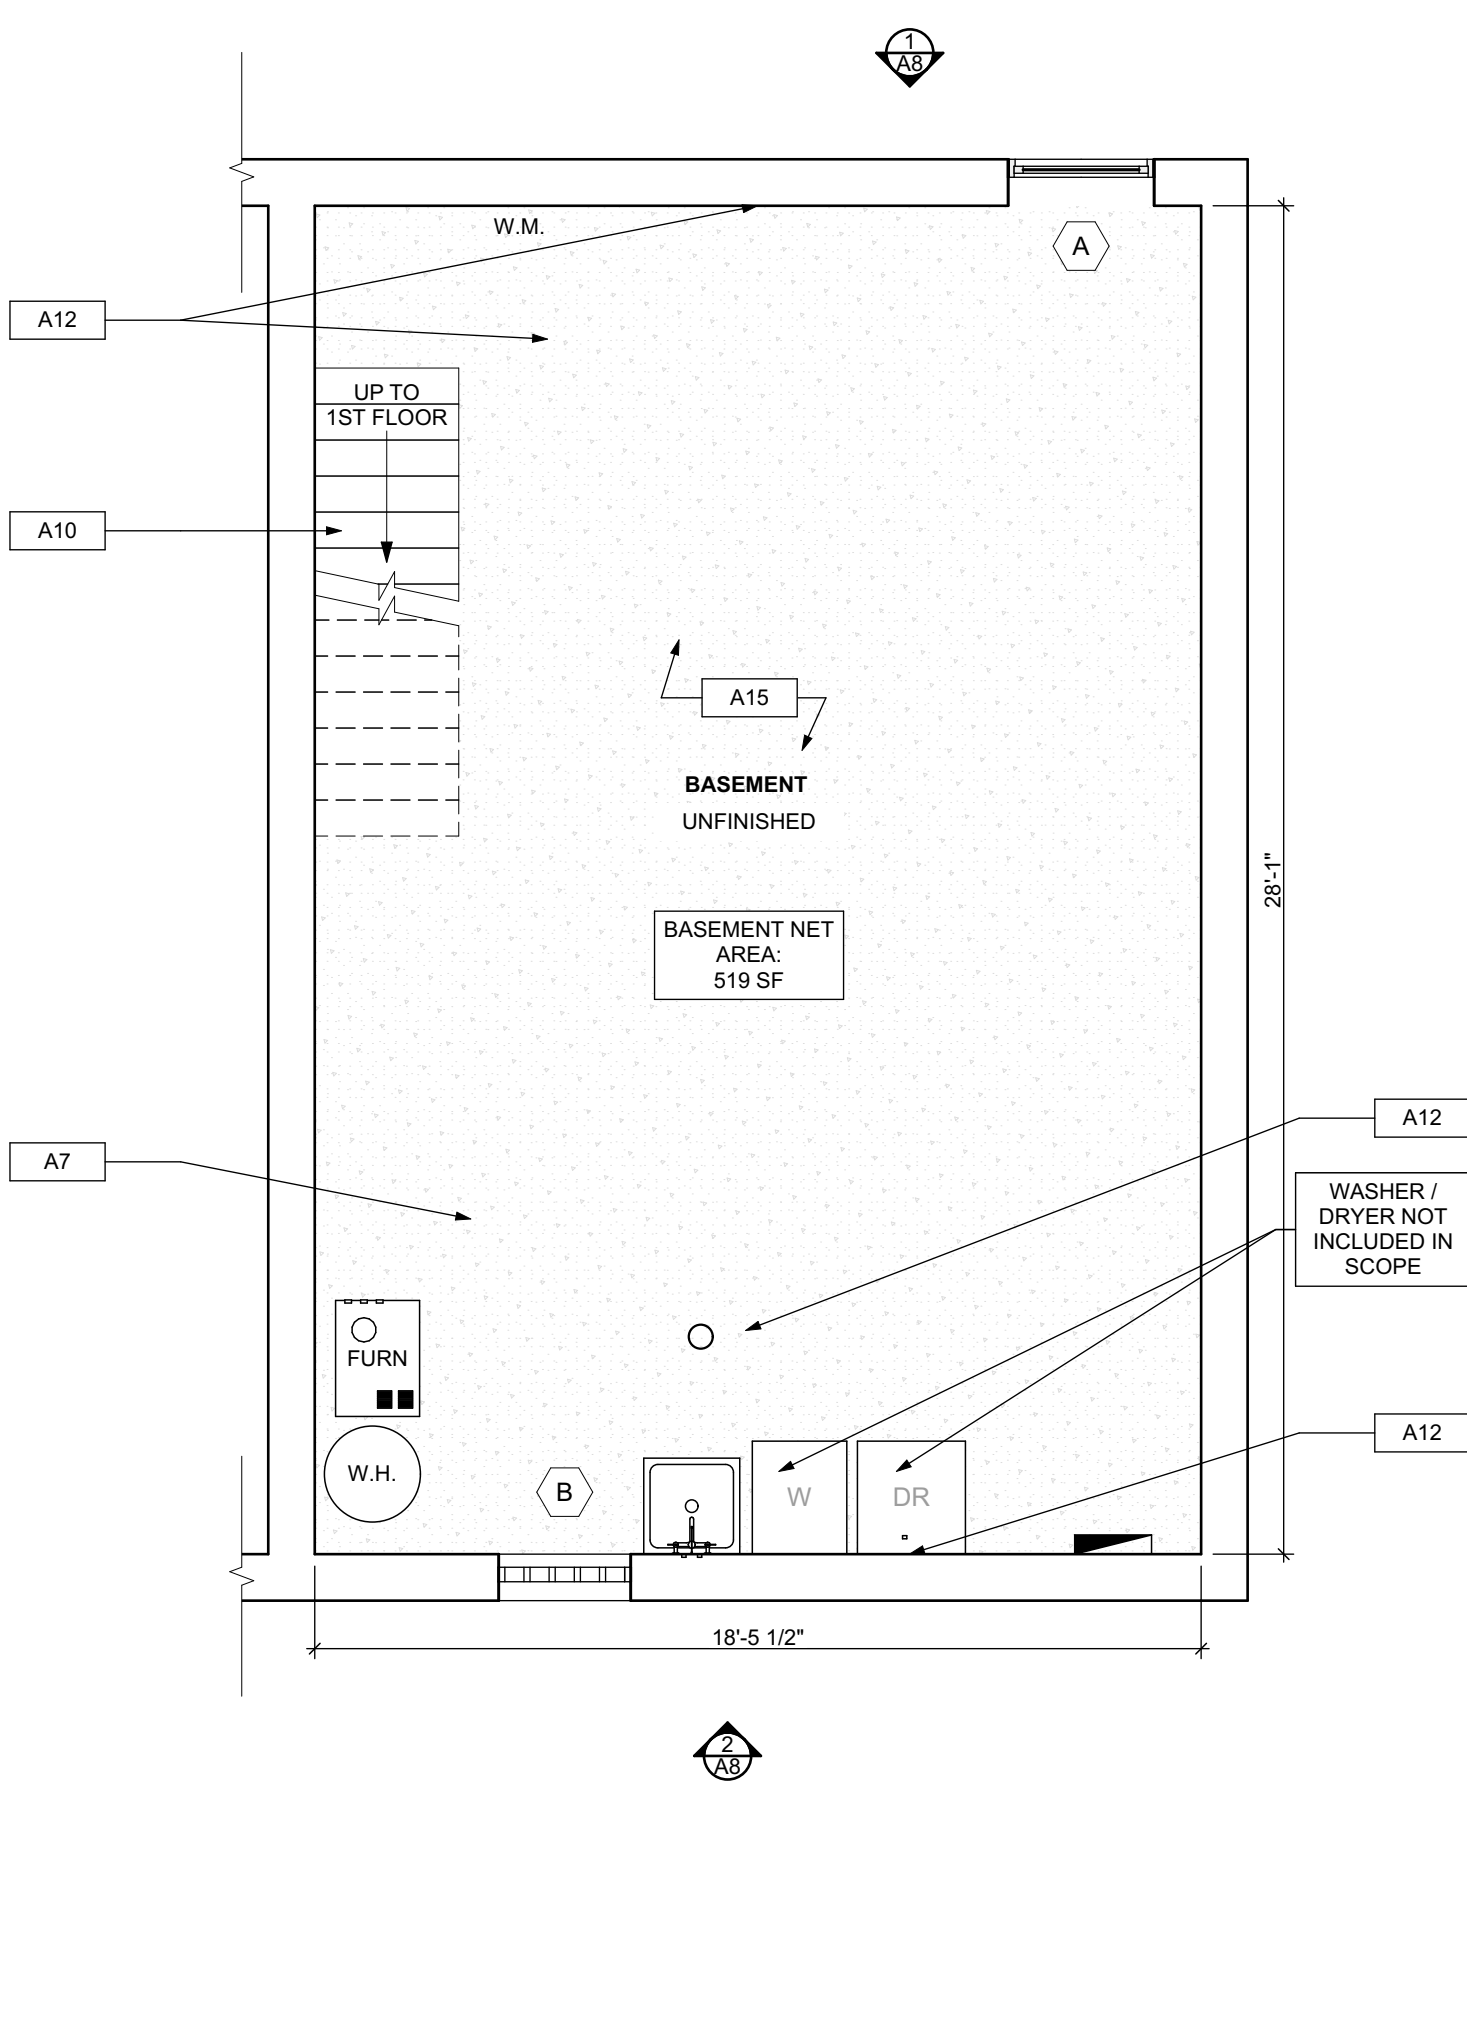 1
A8
W.M.
A
A12
UP TO
1ST FLOOR
A10
A15
BASEMENT
UNFINISHED
28'-1"
BASEMENT NET
AREA:
519 SF
A12
A7
WASHER /
DRYER NOT
INCLUDED IN
SCOPE
FURN
A12
W.H.
B
W
DR
18'-5 1/2"
2
A8